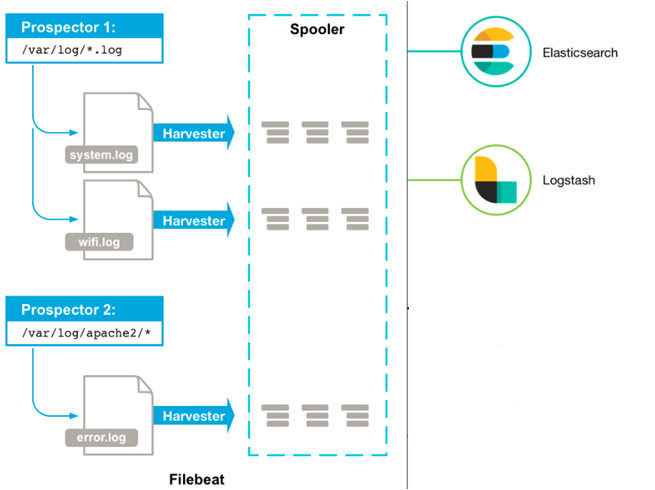 Prospector 1:
/var/log/*.log
system.log
Harvester
wifi.log
Harvester
Prospector 2:
/var/log/apache2/*
error.log
Harvester
Filebeat
Spooler
Elasticsearch
Logstash